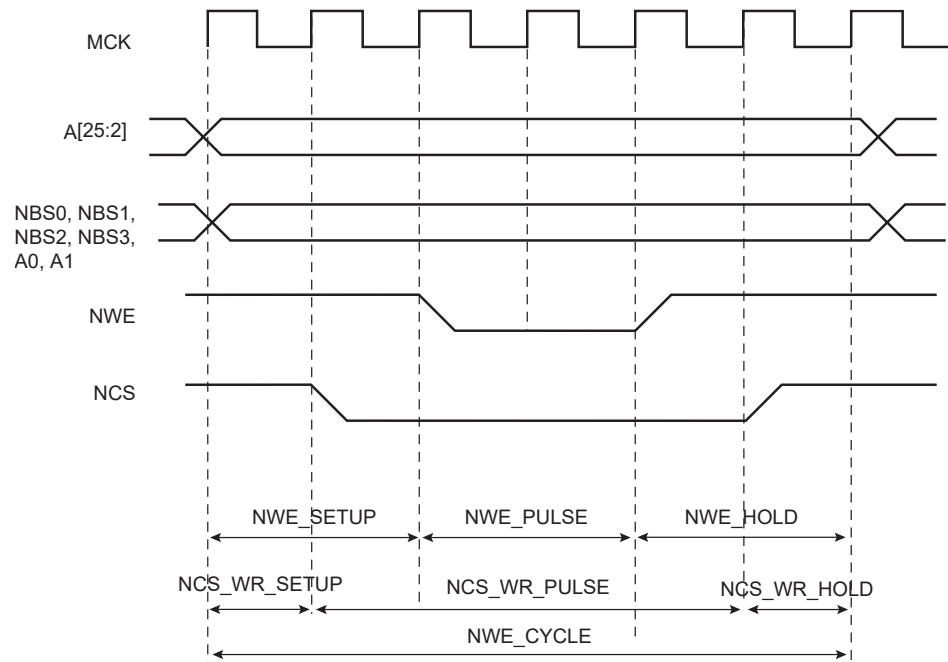 MCK
A[25:2]
NBS0, NBS1,
NBS2, NBS3,
A0, A1
NWE
NCS
NWE_SETUP
NWE_PULSE
NWE_HOLD
NCS_WR_SETUP
NCS_WR_PULSE
NCS_WR_HOLD
NWE_CYCLE